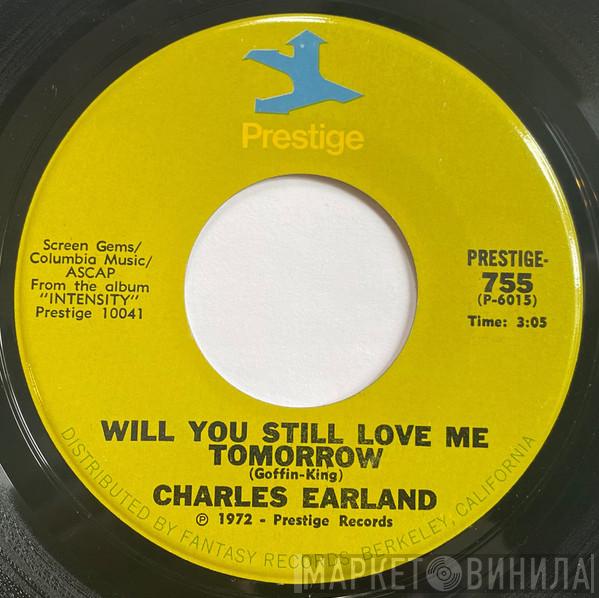 Prestige
Screen Gems/
Columbia Music/
ASCAP
From the album
"INTENSITY"
Prestige 10041
PRESTIGE-
755
(P-6015)
Time: 3:05
WILL YOU STILL LOVE ME
TOMORROW
(Goffin-King)
CHARLES EARLAND
℗ 1972 - Prestige Records
DISTRIBUTED BY FANTASY RECORDS, BERKELEY, CALIFORNIA
МАРКЕТ ВИНИЛА